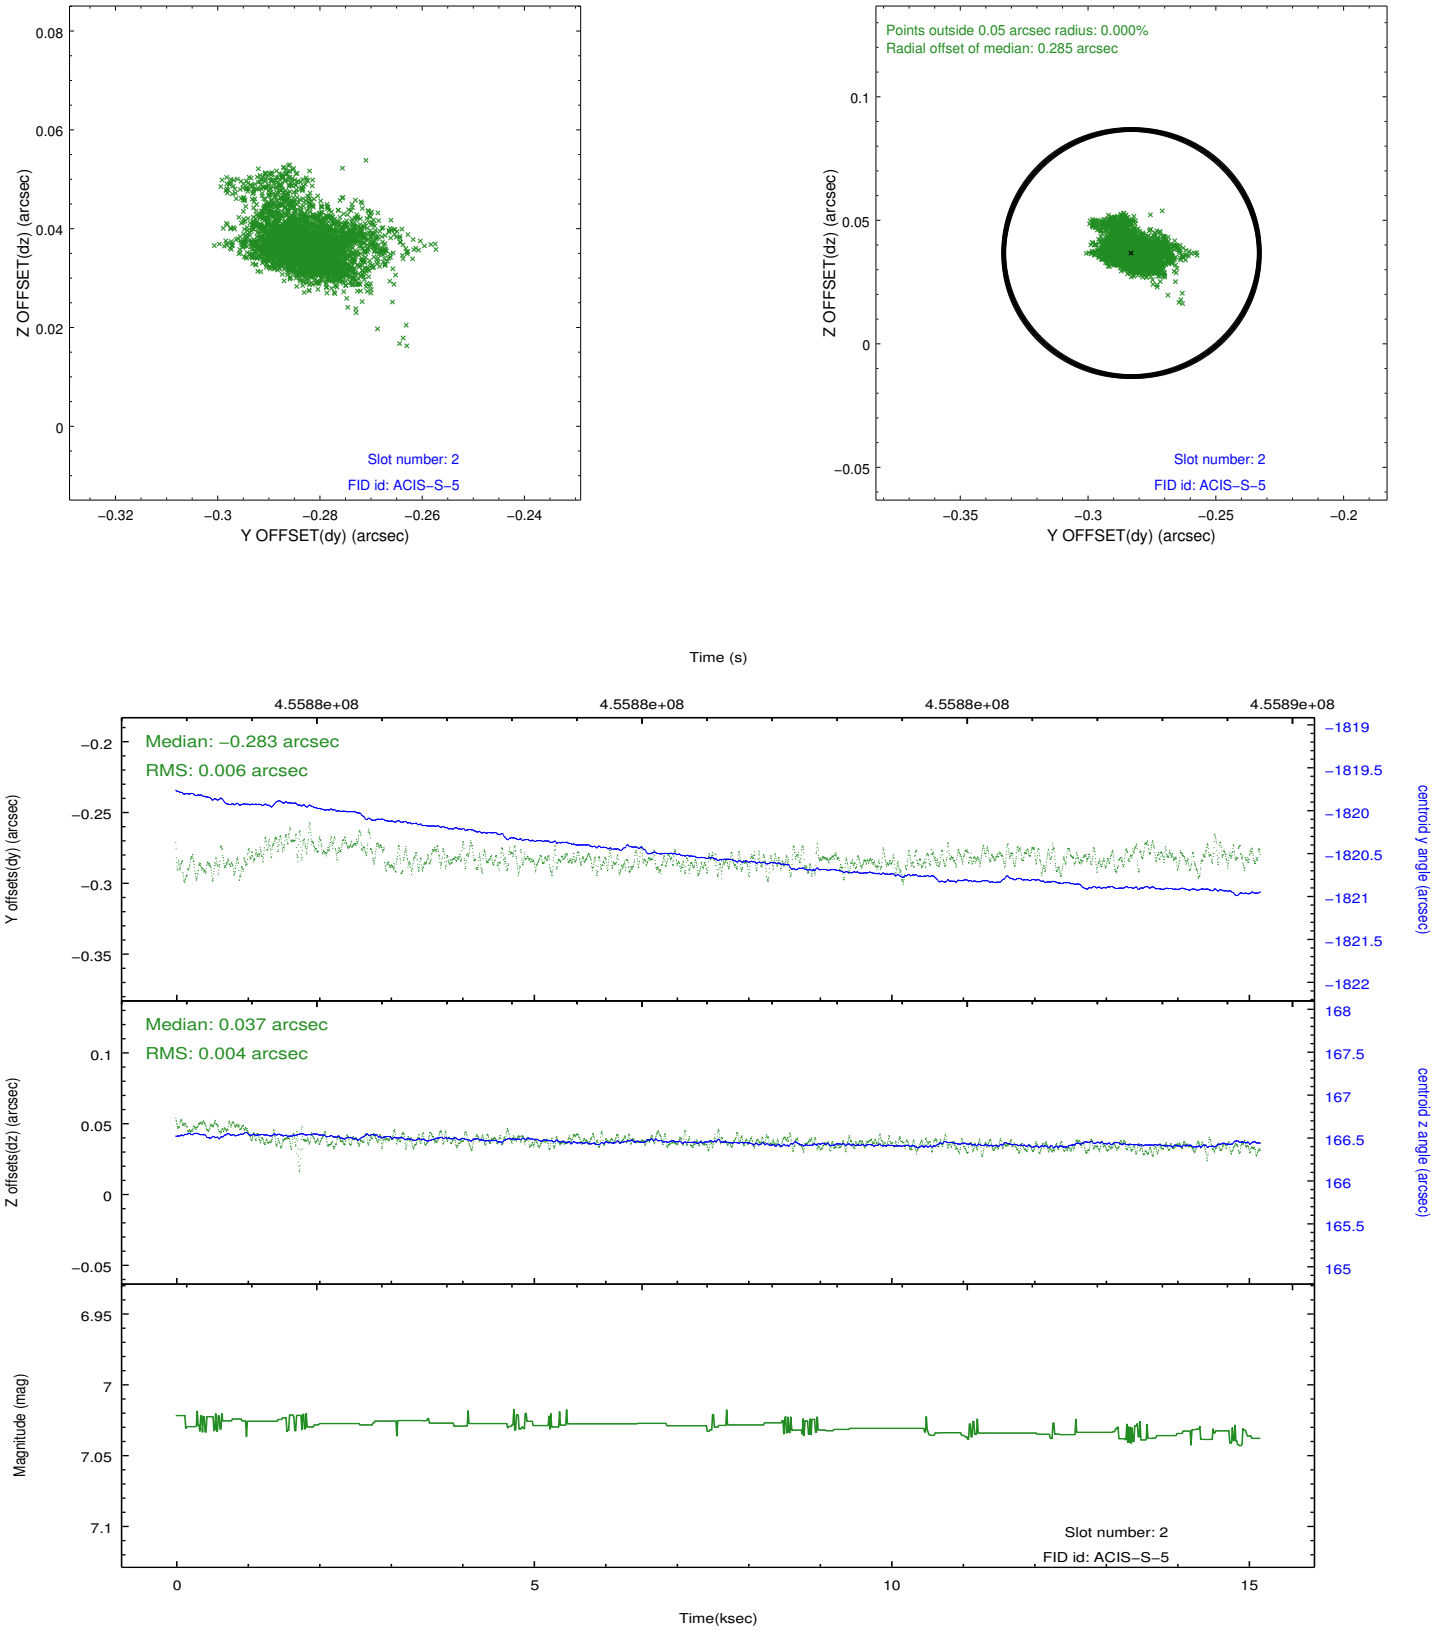 0.08
0.06
0.04
0.02
0
Z OFFSET(dz) (arcsec)
Slot number: 2
FID id: ACIS−S−5
−0.32
−0.3
−0.28
−0.26
−0.24
Y OFFSET(dy) (arcsec)
Points outside 0.05 arcsec radius: 0.000%
Radial offset of median: 0.285 arcsec
0.1
0.05
0
−0.05
Z OFFSET(dz) (arcsec)
Slot number: 2
FID id: ACIS−S−5
−0.35
−0.3
−0.25
−0.2
Y OFFSET(dy) (arcsec)
Time (s)
4.5588e+08
4.5588e+08
4.5588e+08
4.5589e+08
Median: −0.283 arcsec
RMS: 0.006 arcsec
−0.2
−0.25
−0.3
−0.35
Y offsets(dy) (arcsec)
−1819
−1819.5
−1820
−1820.5
−1821
−1821.5
−1822
centroid y angle (arcsec)
Median: 0.037 arcsec
RMS: 0.004 arcsec
0.1
0.05
0
−0.05
Z offsets(dz) (arcsec)
168
167.5
167
166.5
166
165.5
165
centroid z angle (arcsec)
6.95
7
7.05
7.1
Magnitude (mag)
Slot number: 2
FID id: ACIS−S−5
0
5
10
15
Time(ksec)